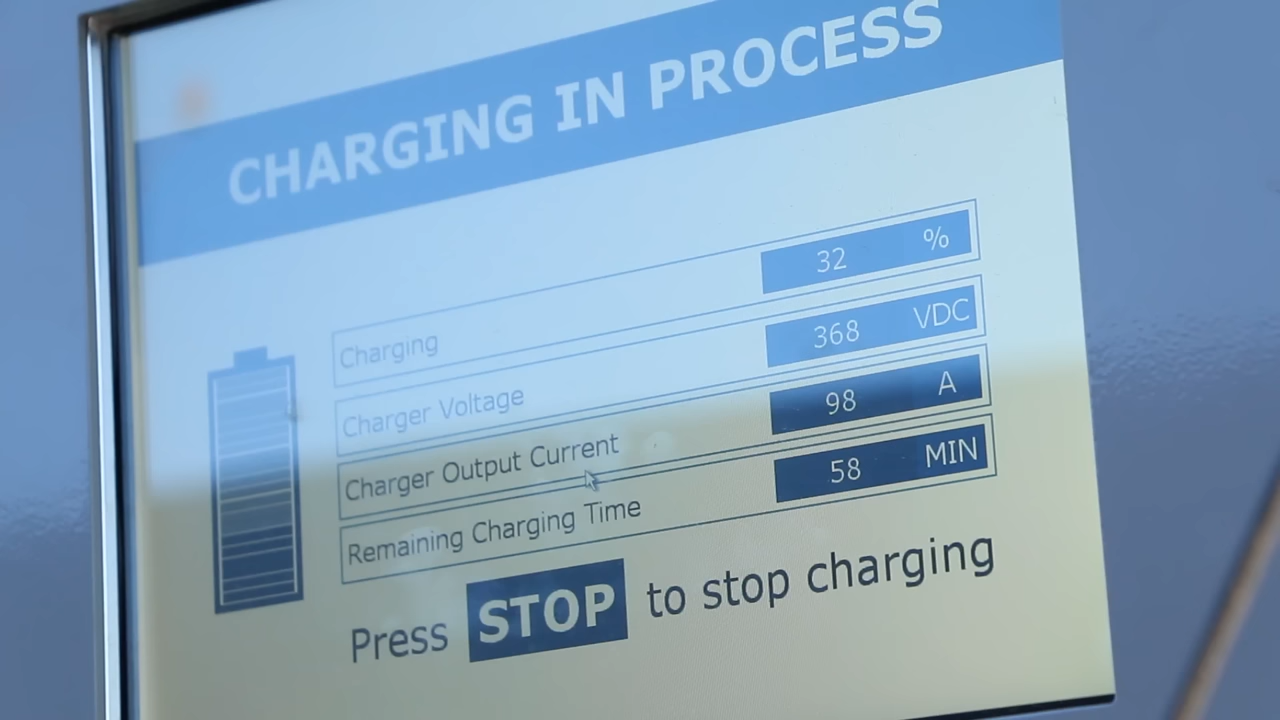 CHARGING IN PROCESS
Charging 32 %
Charger Voltage 368 VDC
Charger Output Current 98 A
Remaining Charging Time 58 MIN
Press STOP to stop charging